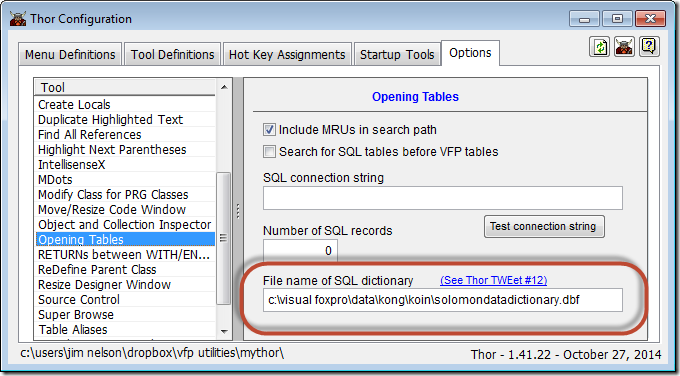 Thor Configuration
Menu Definitions Tool Definitions Hot Key Assignments Startup Tools Options
Tool
Create Locals
Duplicate Highlighted Text
Find All References
Highlight Next Parentheses
IntellisenseX
MDots
Modify Class for PRG Classes
Move/Resize Code Window
Object and Collection Inspector
Opening Tables
RETURNs between WITH/EN...
ReDefine Parent Class
Resize Designer Window
Source Control
Super Browse
Table Aliases
Opening Tables
Include MRUs in search path
Search for SQL tables before VFP tables
SQL connection string
Number of SQL records
Test connection string
0
File name of SQL dictionary (See Thor TWEet #12)
c:\visual foxpro\data\kong\koin\solomondatadictionary.dbf
c:\users\jim nelson\dropbox\vfp utilities\mythor\ Thor - 1.41.22 - October 27, 2014